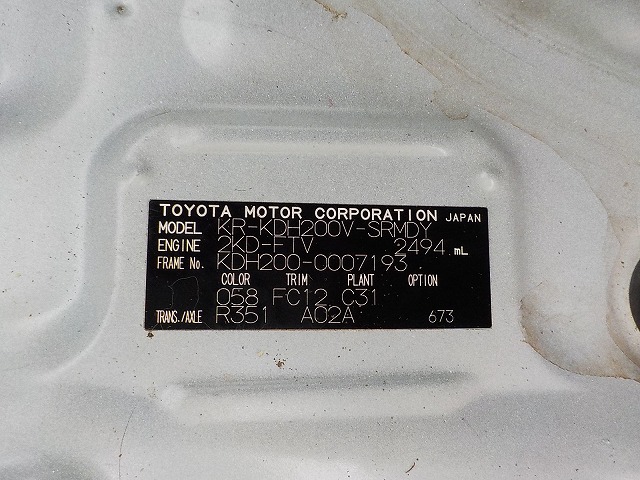 TOYOTA MOTOR CORPORATION JAPAN
MODEL KR-KDH200V-SRMDY
ENGINE 2KD-FTV 2494 mL
FRAME No. KDH200-0007193
COLOR TRIM PLANT OPTION
058 FC12 C31
TRANS./AXLE R351 A02A 673